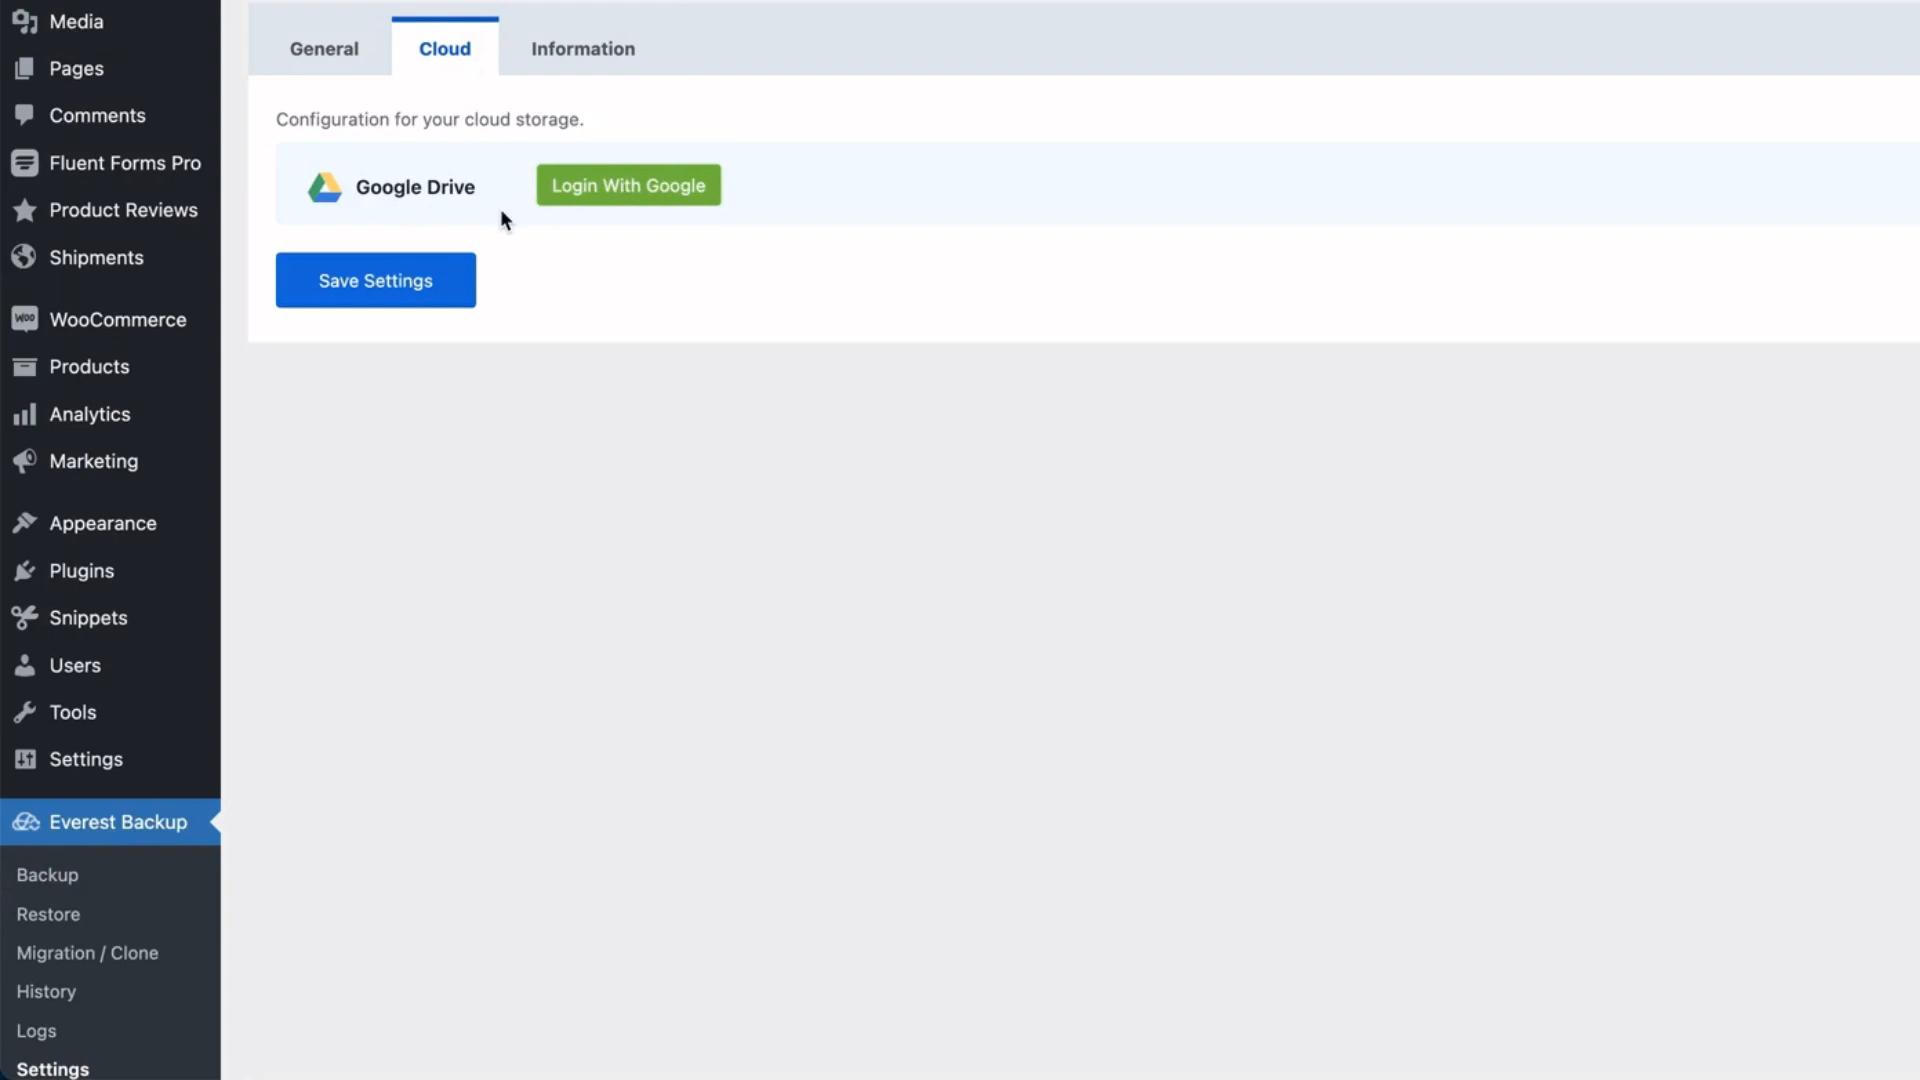 Media
Pages
Comments
Fluent Forms Pro
Product Reviews
Shipments
Woo WooCommerce
Products
Analytics
Marketing
Appearance
Plugins
Snippets
Users
Tools
Settings
Everest Backup
Backup
Restore
Migration / Clone
History
Logs
Settings
General Cloud Information
Configuration for your cloud storage.
Google Drive Login With Google
Save Settings